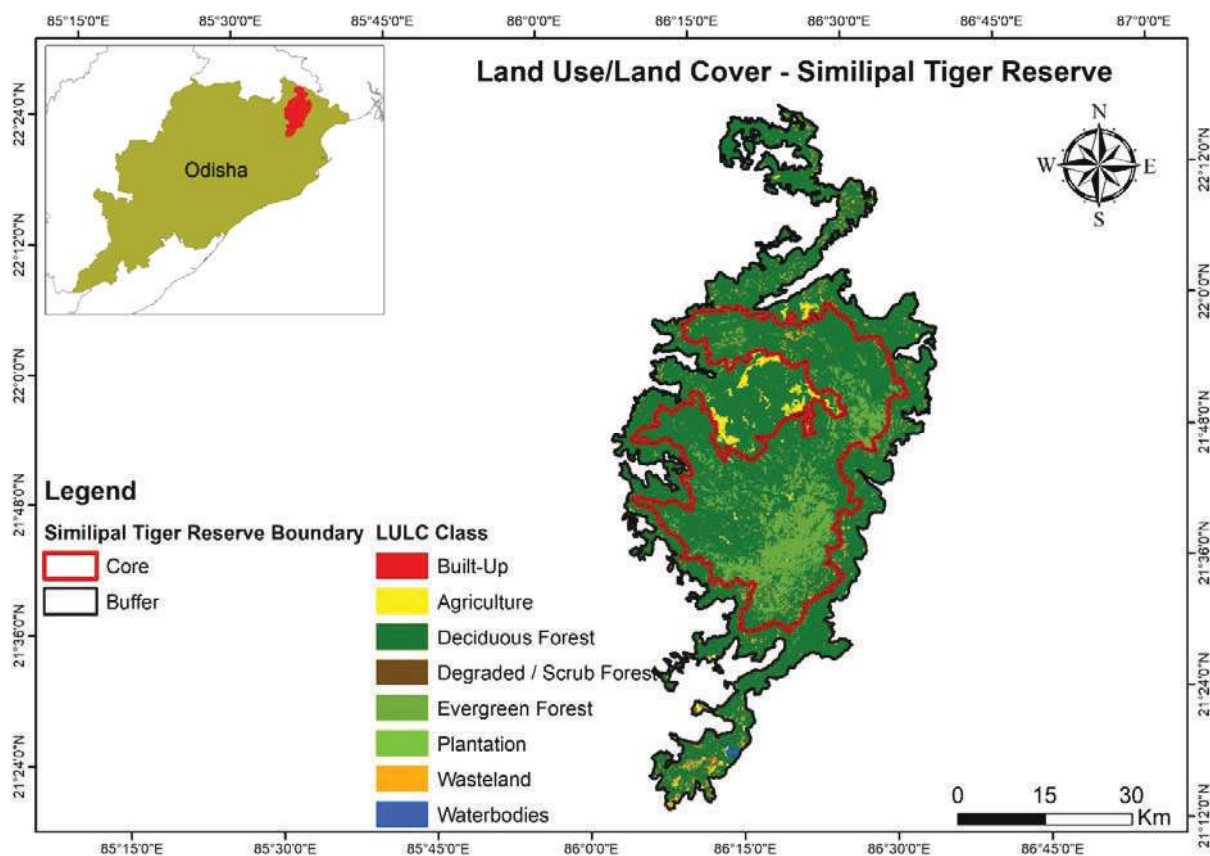 85°15'0"E 85°30'0"E 85°45'0"E 86°0'0"E 86°15'0"E 86°30'0"E 86°45'0"E 87°0'0"E
Land Use/Land Cover - Similipal Tiger Reserve
Odisha
N
W E
S
22°24'0"N
22°12'0"N
22°0'0"N
21°48'0"N
21°36'0"N
21°24'0"N
22°12'0"N
22°0'0"N
21°48'0"N
21°36'0"N
21°24'0"N
21°12'0"N
Legend
Similipal Tiger Reserve Boundary
Core
Buffer
LULC Class
Built-Up
Agriculture
Deciduous Forest
Degraded / Scrub Forest
Evergreen Forest
Plantation
Wasteland
Waterbodies
0 15 30
Km
85°15'0"E 85°30'0"E 85°45'0"E 86°0'0"E 86°15'0"E 86°30'0"E 86°45'0"E